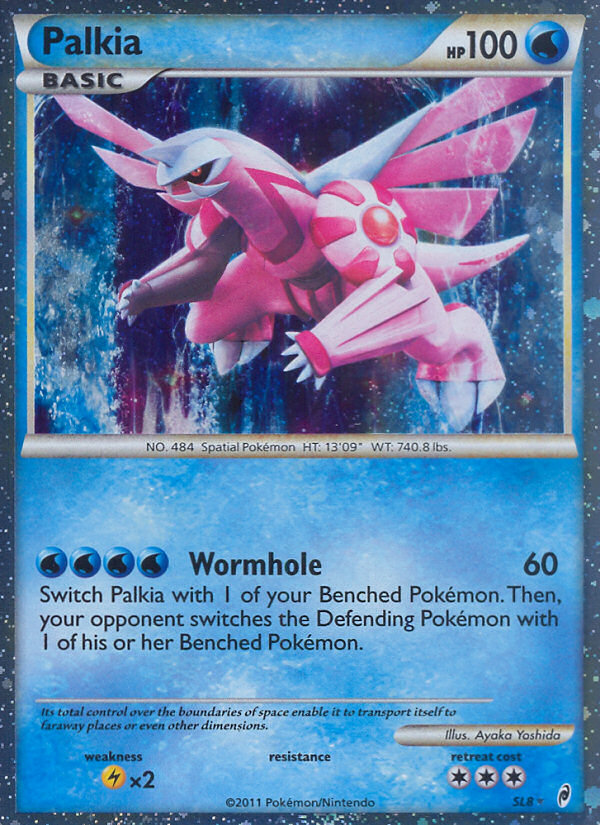 Palkia
HP100
BASIC
NO. 484 Spatial Pokémon HT: 13'09" WT: 740.8 lbs.
Wormhole 60
Switch Palkia with 1 of your Benched Pokémon. Then,
your opponent switches the Defending Pokémon with
1 of his or her Benched Pokémon.
Its total control over the boundaries of space enable it to transport itself to
faraway places or even other dimensions.
Illus. Ayaka Yoshida
weakness resistance retreat cost
×2
©2011 Pokémon/Nintendo SL8